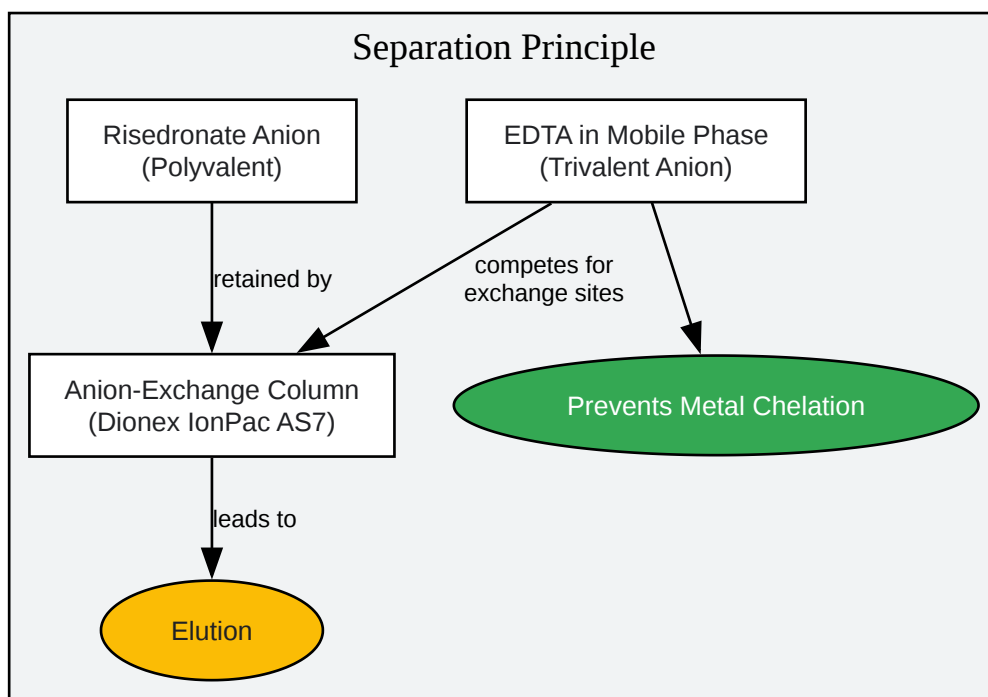 Separation Principle
Risedronate Anion
(Polyvalent)
EDTA in Mobile Phase
(Trivalent Anion)
retained by
competes for
exchange sites
Anion-Exchange Column
(Dionex IonPac AS7)
Prevents Metal Chelation
leads to
Elution